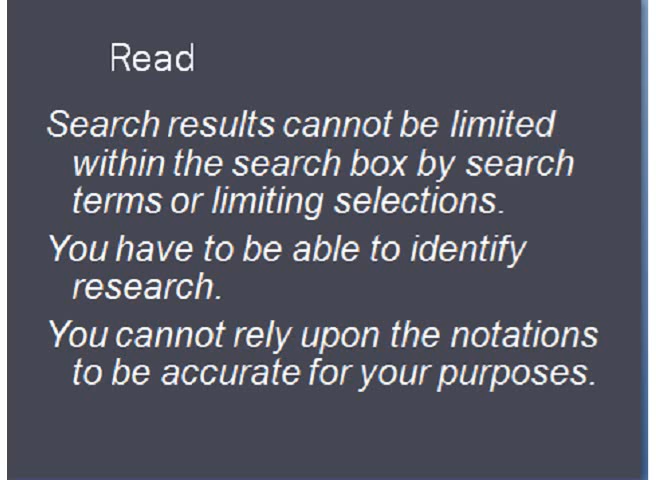 Read
Search results cannot be limited
within the search box by search
terms or limiting selections.
You have to be able to identify
research.
You cannot rely upon the notations
to be accurate for your purposes.